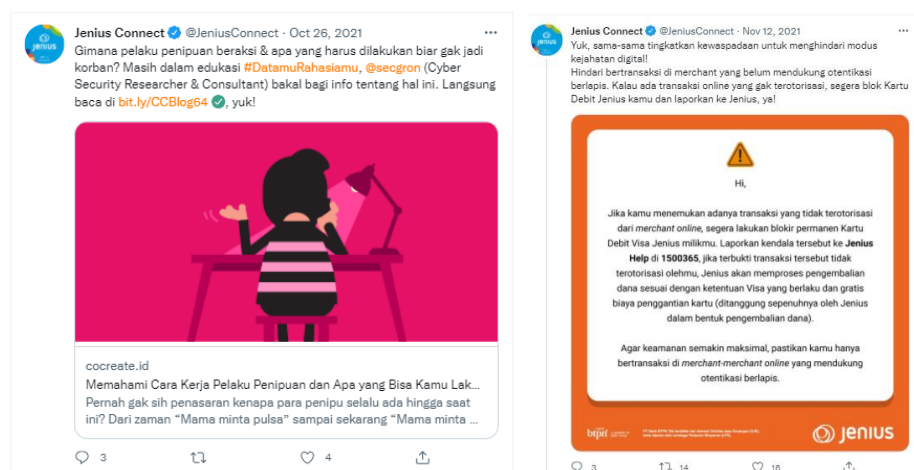 Jenius Connect @JeniusConnect · Oct 26, 2021
Gimana pelaku penipuan beraksi & apa yang harus dilakukan biar gak jadi
korban? Masih dalam edukasi #DatamuRahasiamu, @secgron (Cyber
Security Researcher & Consultant) bakal bagi info tentang hal ini. Langsung
baca di bit.ly/CCBlog64 ✅, yuk!
cocreate.id
Memahami Cara Kerja Pelaku Penipuan dan Apa yang Bisa Kamu Lak...
Pernah gak sih penasaran kenapa para penipu selalu ada hingga saat
ini? Dari zaman “Mama minta pulsa” sampai sekarang “Mama minta ...
3 4
Jenius Connect @JeniusConnect · Nov 12, 2021
Yuk, sama-sama tingkatkan kewaspadaan untuk menghindari modus
kejahatan digital!
Hindari bertransaksi di merchant yang belum mendukung otentikasi
berlapis. Kalau ada transaksi online yang gak terotorisasi, segera blok Kartu
Debit Jenius kamu dan laporkan ke Jenius, ya!
Hi,
Jika kamu menemukan adanya transaksi yang tidak terotorisasi
dari merchant online, segera lakukan blokir permanen Kartu
Debit Visa Jenius milikmu. Laporkan kendala tersebut ke Jenius
Help di 1500365, jika terbukti transaksi tersebut tidak
terotorisasi olehmu, Jenius akan memproses pengembalian
dana sesuai dengan ketentuan Visa yang berlaku dan gratis
biaya penggantian kartu (ditanggung sepenuhnya oleh Jenius
dalam bentuk pengembalian dana).
Agar keamanan semakin maksimal, pastikan kamu hanya
bertransaksi di merchant-merchant online yang mendukung
otentikasi berlapis.
btpn
jenius
3 14 16